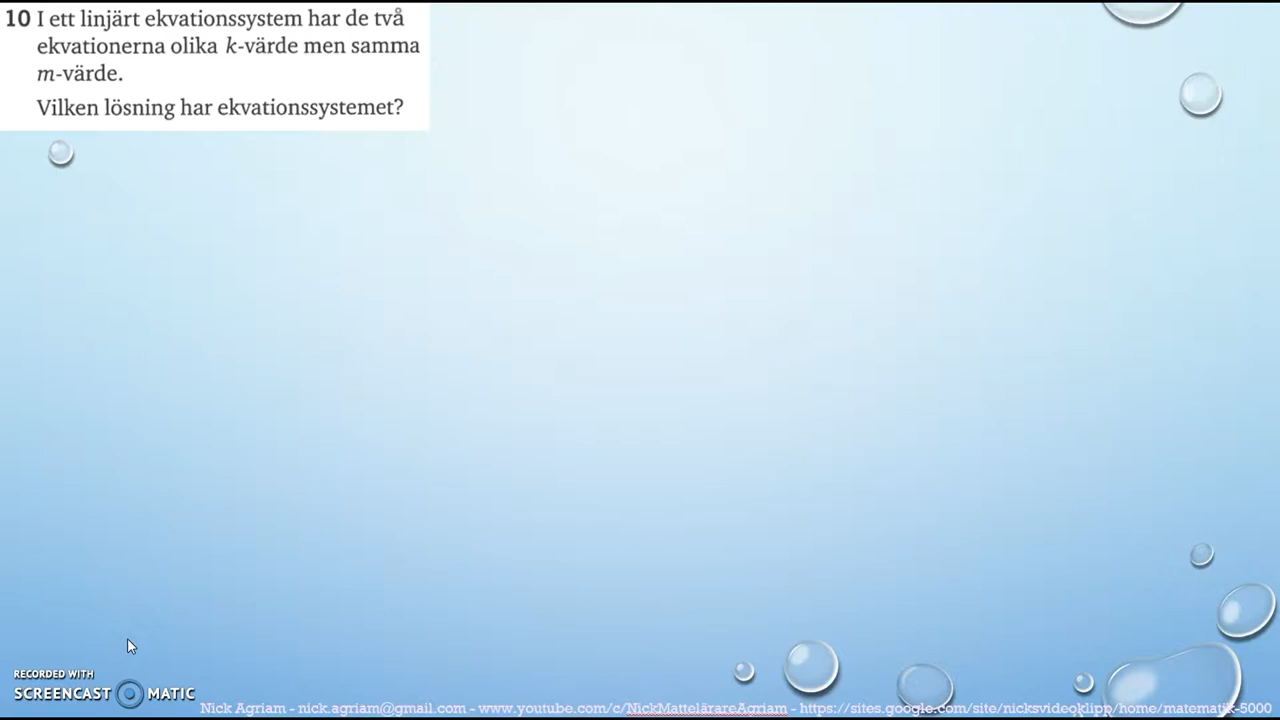 10 I ett linjärt ekvationssystem har de två
ekvationerna olika k-värde men samma
m-värde.
Vilken lösning har ekvationssystemet?
RECORDED WITH
SCREENCAST MATIC
Nick Agriam - nick.agriam@gmail.com - www.youtube.com/c/NickMattelärareAgriam - https://sites.google.com/site/nicksvideoklipp/home/matematik-5000